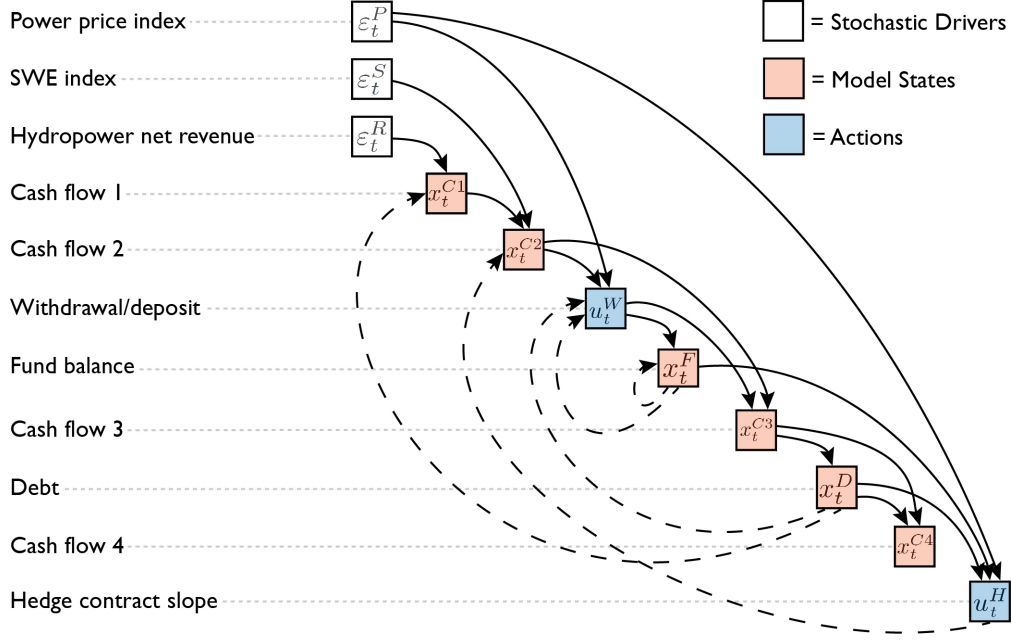 Power price index ε_t^P = Stochastic Drivers
SWE index ε_t^S = Model States
Hydropower net revenue ε_t^R = Actions
Cash flow 1 x_t^{C1}
Cash flow 2 x_t^{C2}
Withdrawal/deposit u_t^W
Fund balance x_t^F
Cash flow 3 x_t^{C3}
Debt x_t^D
Cash flow 4 x_t^{C4}
Hedge contract slope u_t^H